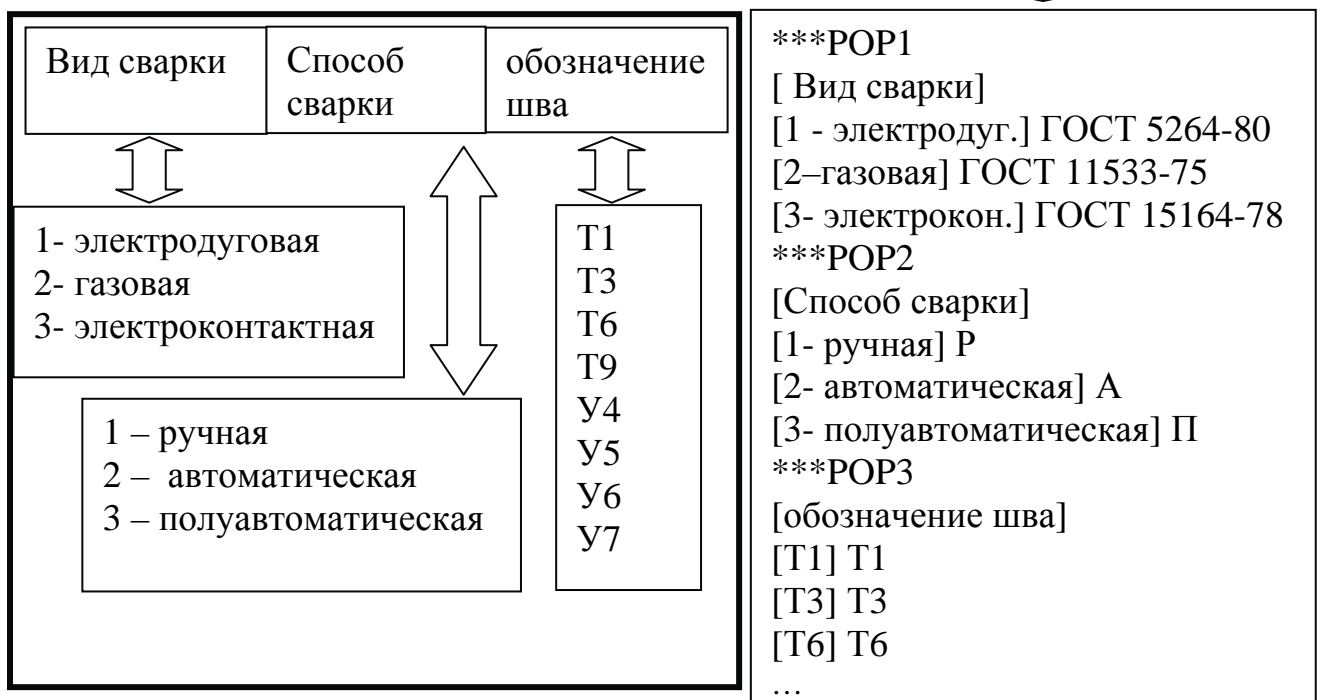 Вид сварки
Способ
сварки
обозначение
шва
1- электродуговая
2- газовая
3- электроконтактная
1 – ручная
2 – автоматическая
3 – полуавтоматическая
Т1
Т3
Т6
Т9
У4
У5
У6
У7
***POP1
[ Вид сварки]
[1 - электродуг.] ГОСТ 5264-80
[2–газовая] ГОСТ 11533-75
[3- электрокон.] ГОСТ 15164-78
***POP2
[Способ сварки]
[1- ручная] Р
[2- автоматическая] А
[3- полуавтоматическая] П
***POP3
[обозначение шва]
[Т1] Т1
[Т3] Т3
[Т6] Т6
…